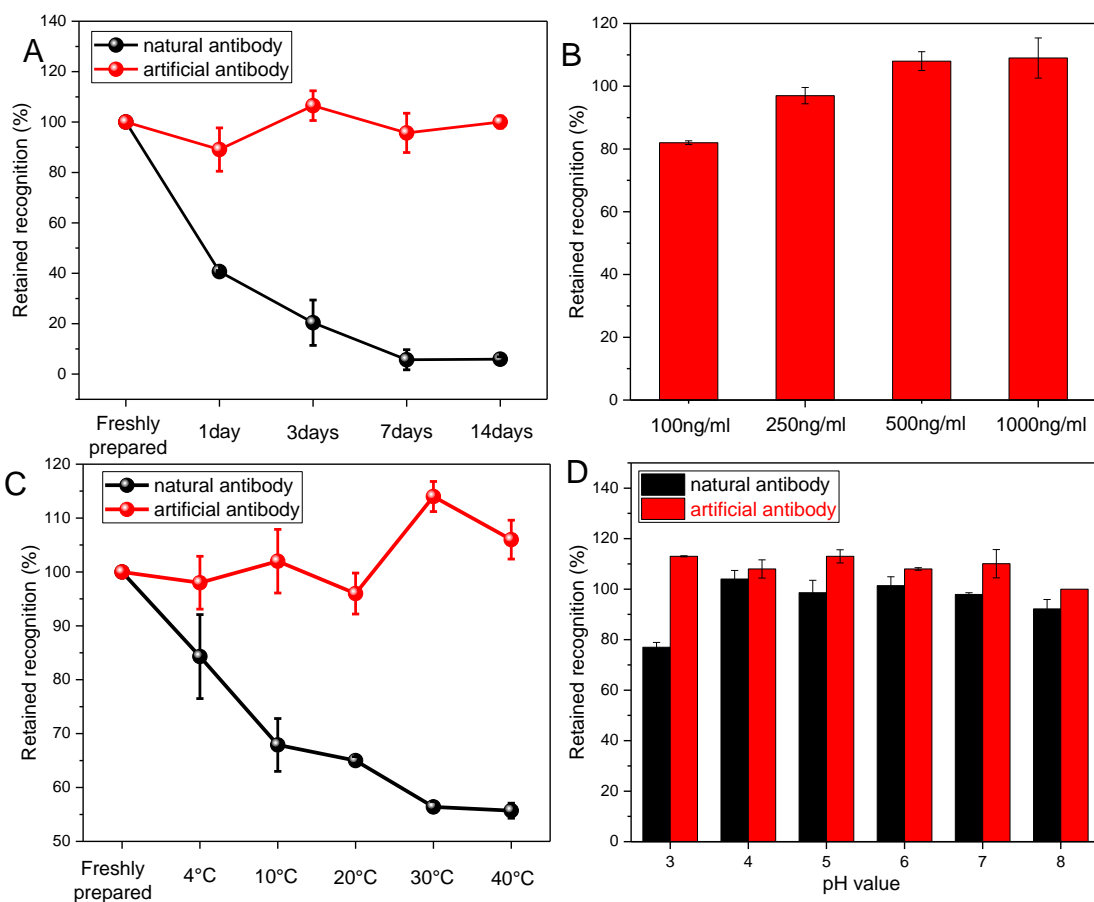 A
natural antibody
artificial antibody
Retained recognition (%)
140
120
100
80
60
40
20
0
Freshly
prepared
1day
3days
7days
14days
B
Retained recognition (%)
120
100
80
60
40
20
0
100ng/ml
250ng/ml
500ng/ml
1000ng/ml
C
natural antibody
artificial antibody
Retained recognition (%)
120
110
100
90
80
70
60
50
Freshly
prepared
4°C
10°C
20°C
30°C
40°C
D
natural antibody
artificial antibody
Retained recognition (%)
140
120
100
80
60
40
20
0
3
4
5
6
7
8
pH value